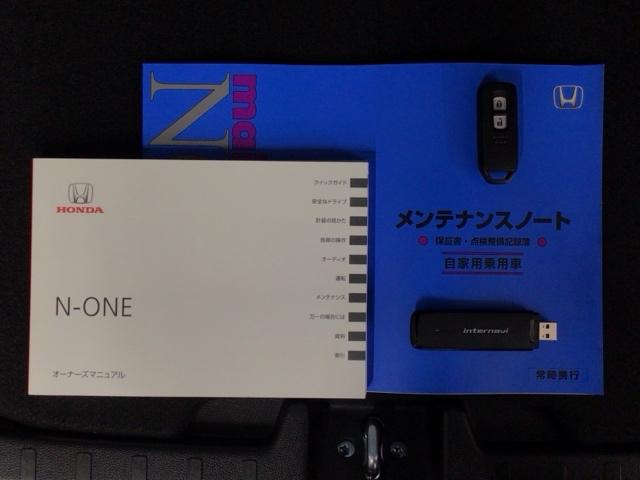 HONDA
N-ONE
オーナーズマニュアル
クイックガイド
安全なドライブ
計器の見かた
各部の操作
オーディオ
運転
メンテナンス
万一の場合には
資料
索引
メンテナンスノート
保証書・点検整備記録簿
自家用乗用車
internavi
常時携行